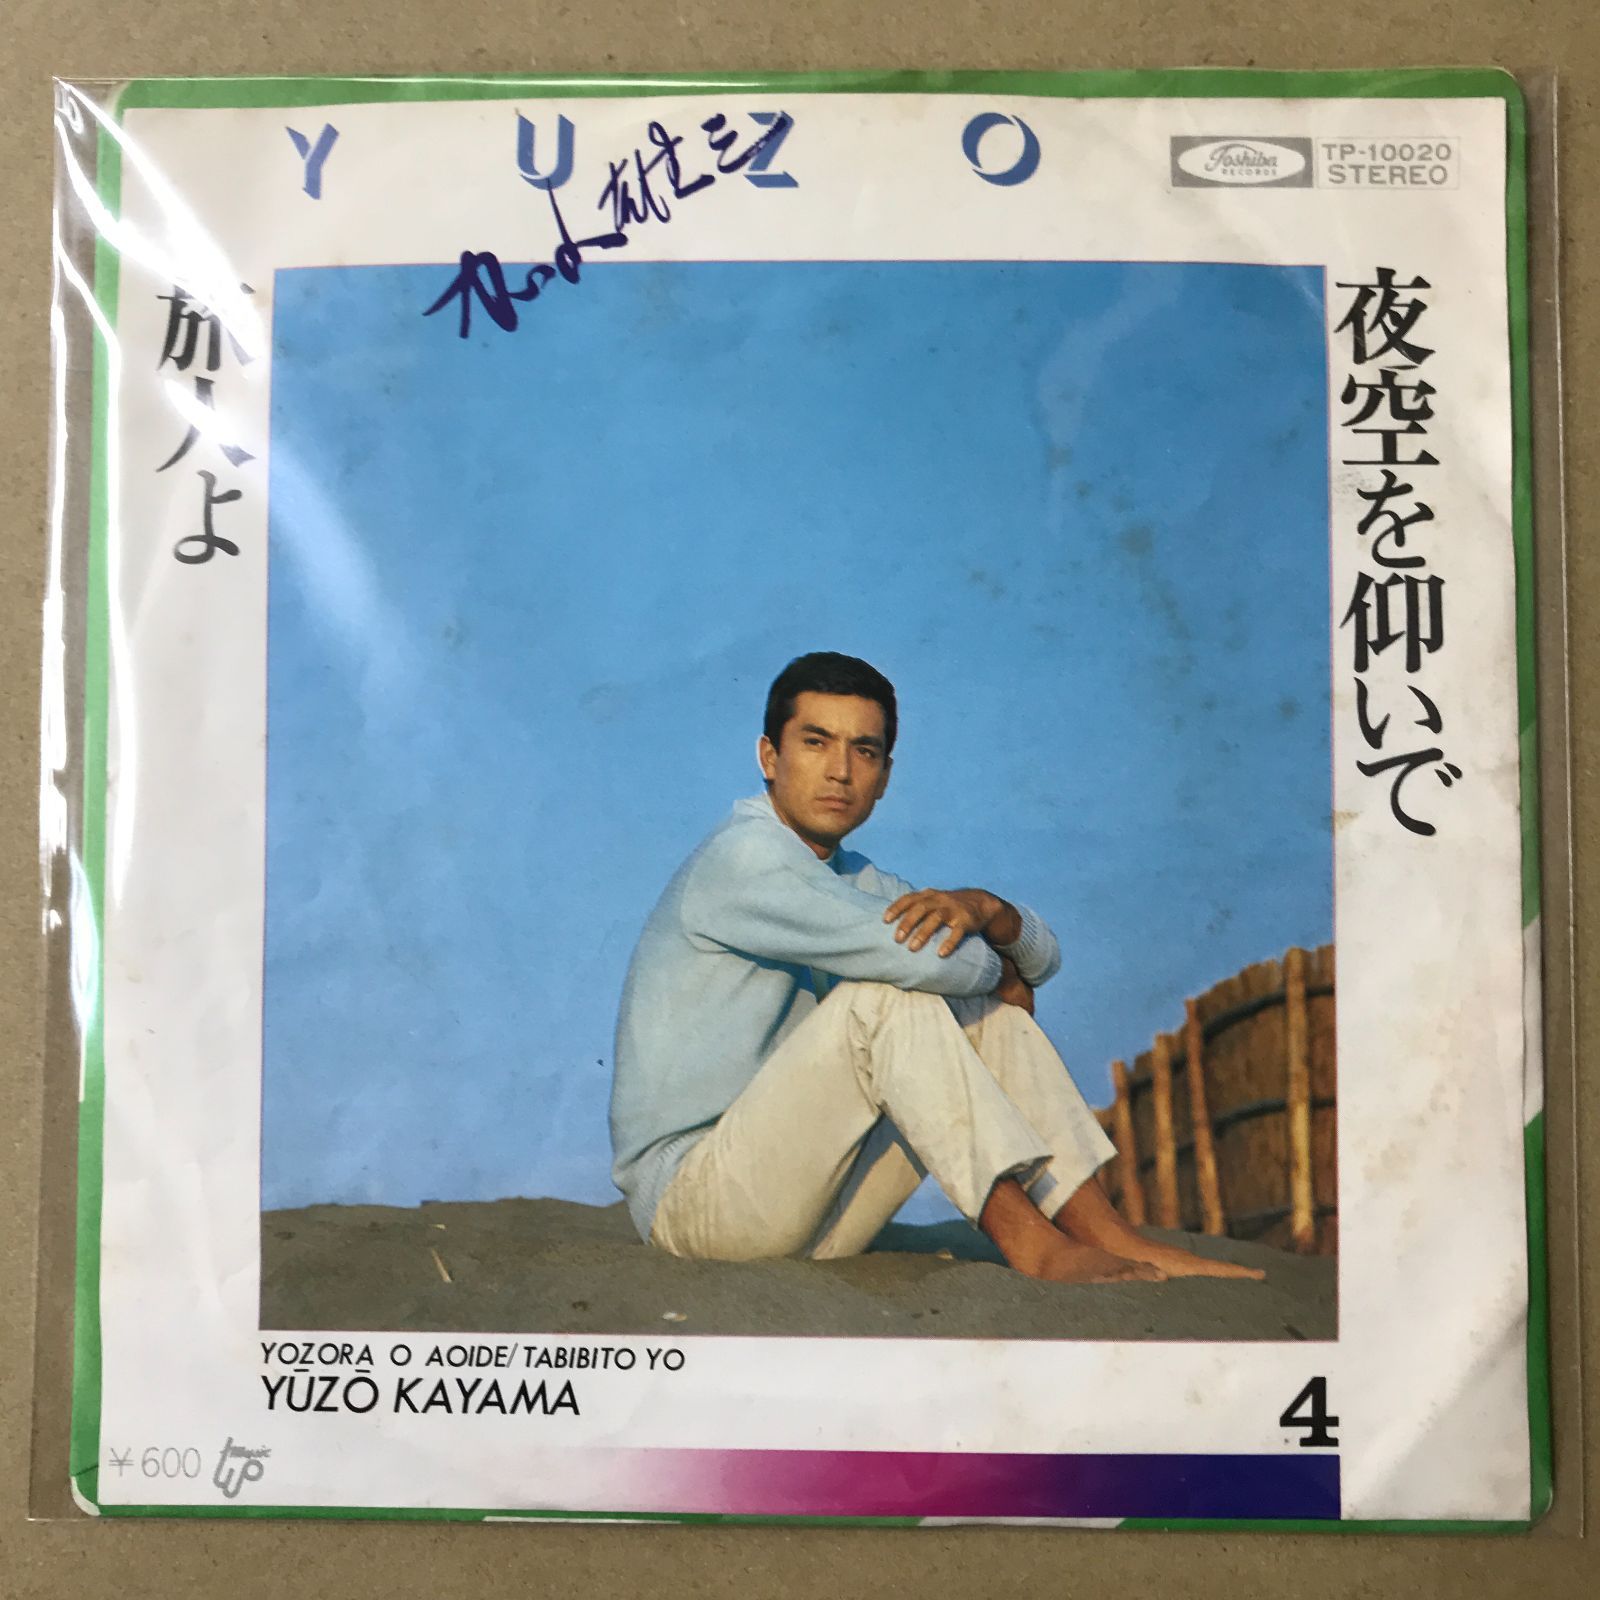 YUZO
Toshiba
RECORDS
TP-10020
STEREO
加山雄三
夜空を仰いで
旅人よ
YOZORA O AOIDE/TABIBITO YO
YŪZŌ KAYAMA
4
¥600
music